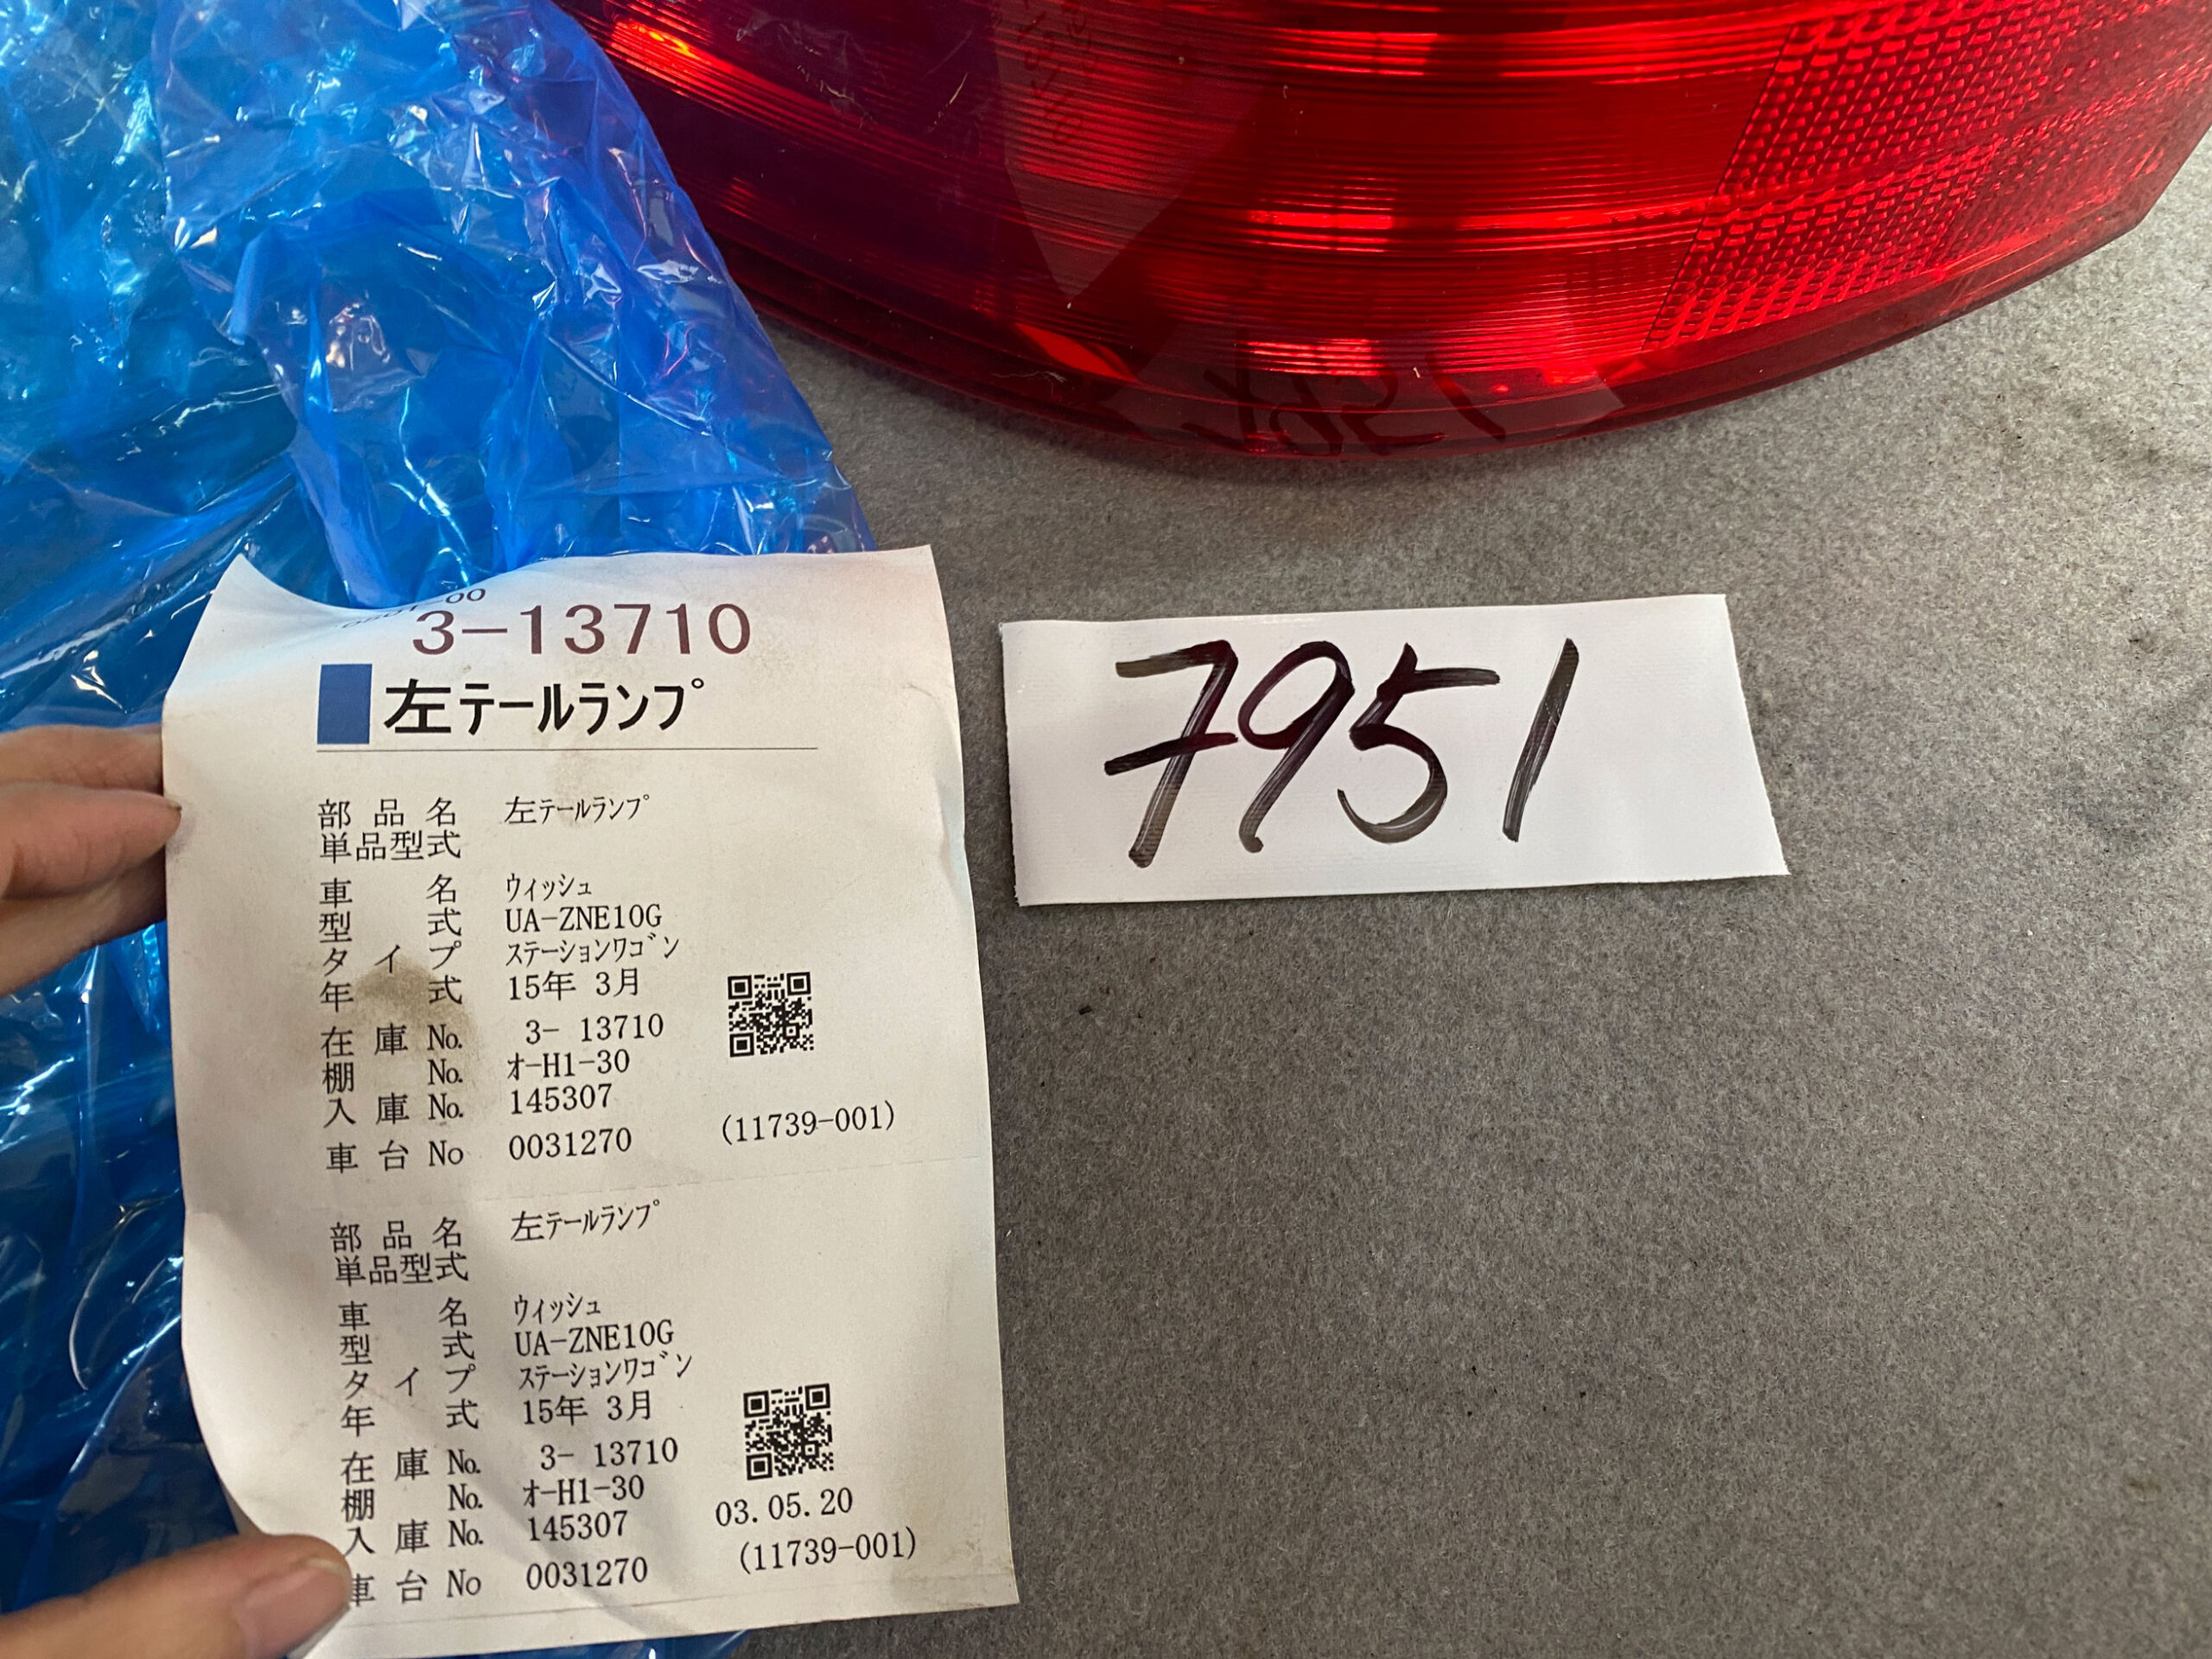 3-13710
左ﾃｰﾙﾗﾝﾌﾟ
部品名 左ﾃｰﾙﾗﾝﾌﾟ
単品型式
車名 ｳｨｯｼｭ
型式 UA-ZNE10G
タイプ ｽﾃｰｼｮﾝﾜｺﾞﾝ
年式 15年 3月
在庫No. 3- 13710
棚No. ｵ-H1-30
入庫No. 145307
車台No 0031270 (11739-001)
部品名 左ﾃｰﾙﾗﾝﾌﾟ
単品型式
車名 ｳｨｯｼｭ
型式 UA-ZNE10G
タイプ ｽﾃｰｼｮﾝﾜｺﾞﾝ
年式 15年 3月
在庫No. 3- 13710
棚No. ｵ-H1-30
03.05.20
入庫No. 145307
車台No 0031270 (11739-001)
7951